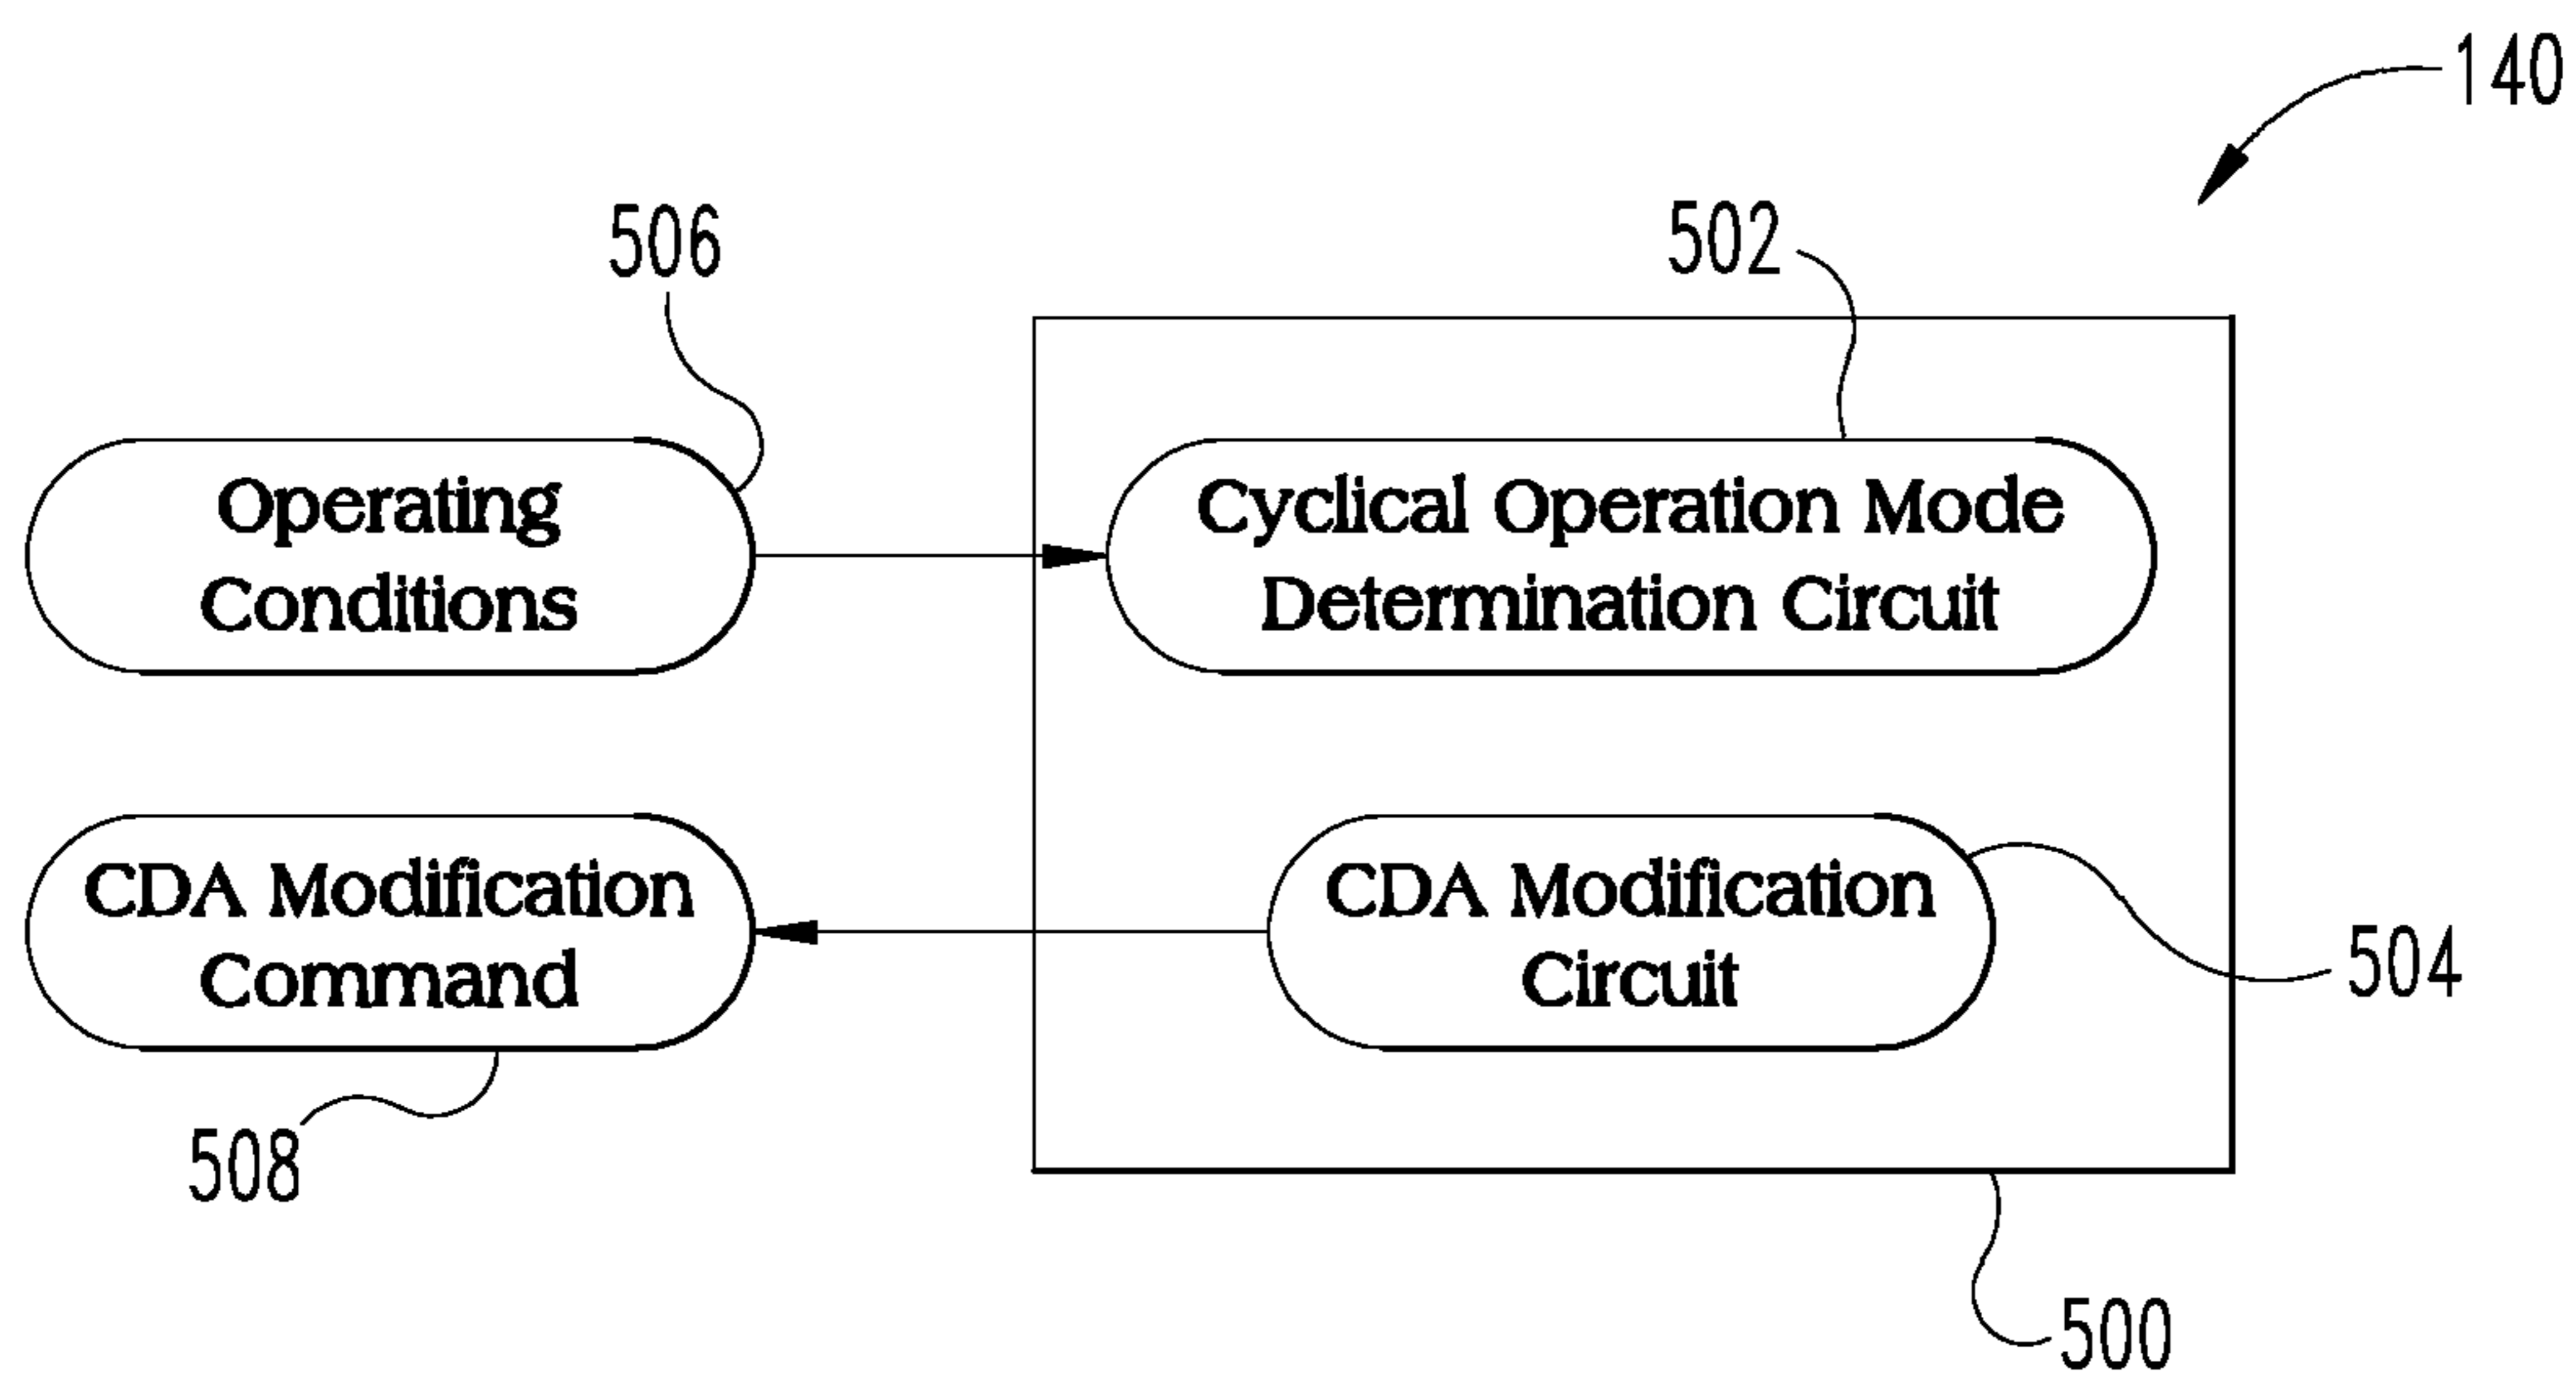 140
506
502
Operating
Conditions
Cyclical Operation Mode
Determination Circuit
CDA Modification
Command
CDA Modification
Circuit
504
508
500